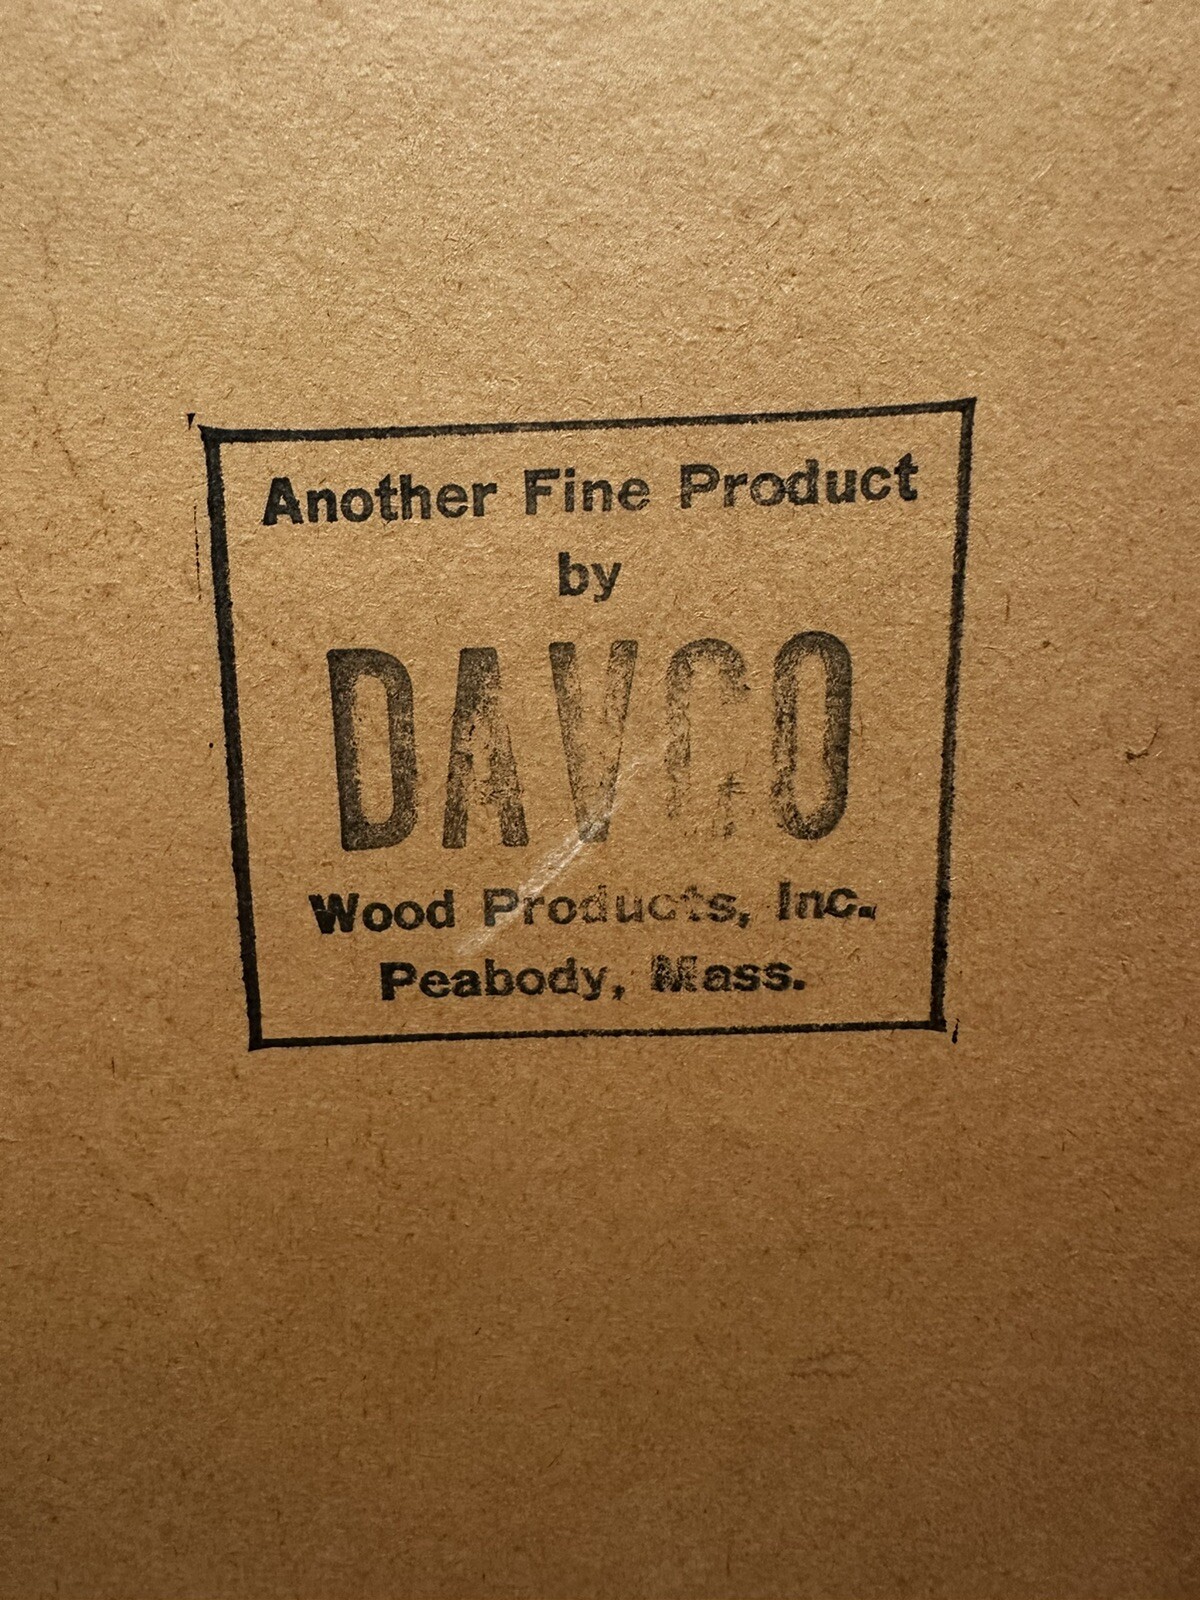 Another Fine Product
by
DAVCO
Wood Products, Inc.
Peabody, Mass.